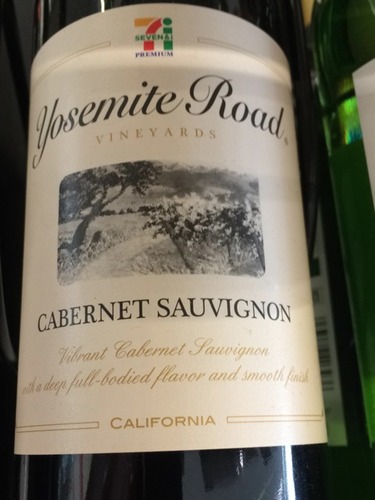 SEVEN&i
PREMIUM
Yosemite Road
VINEYARDS
CABERNET SAUVIGNON
Vibrant Cabernet Sauvignon
with a deep full-bodied flavor and smooth finish
CALIFORNIA